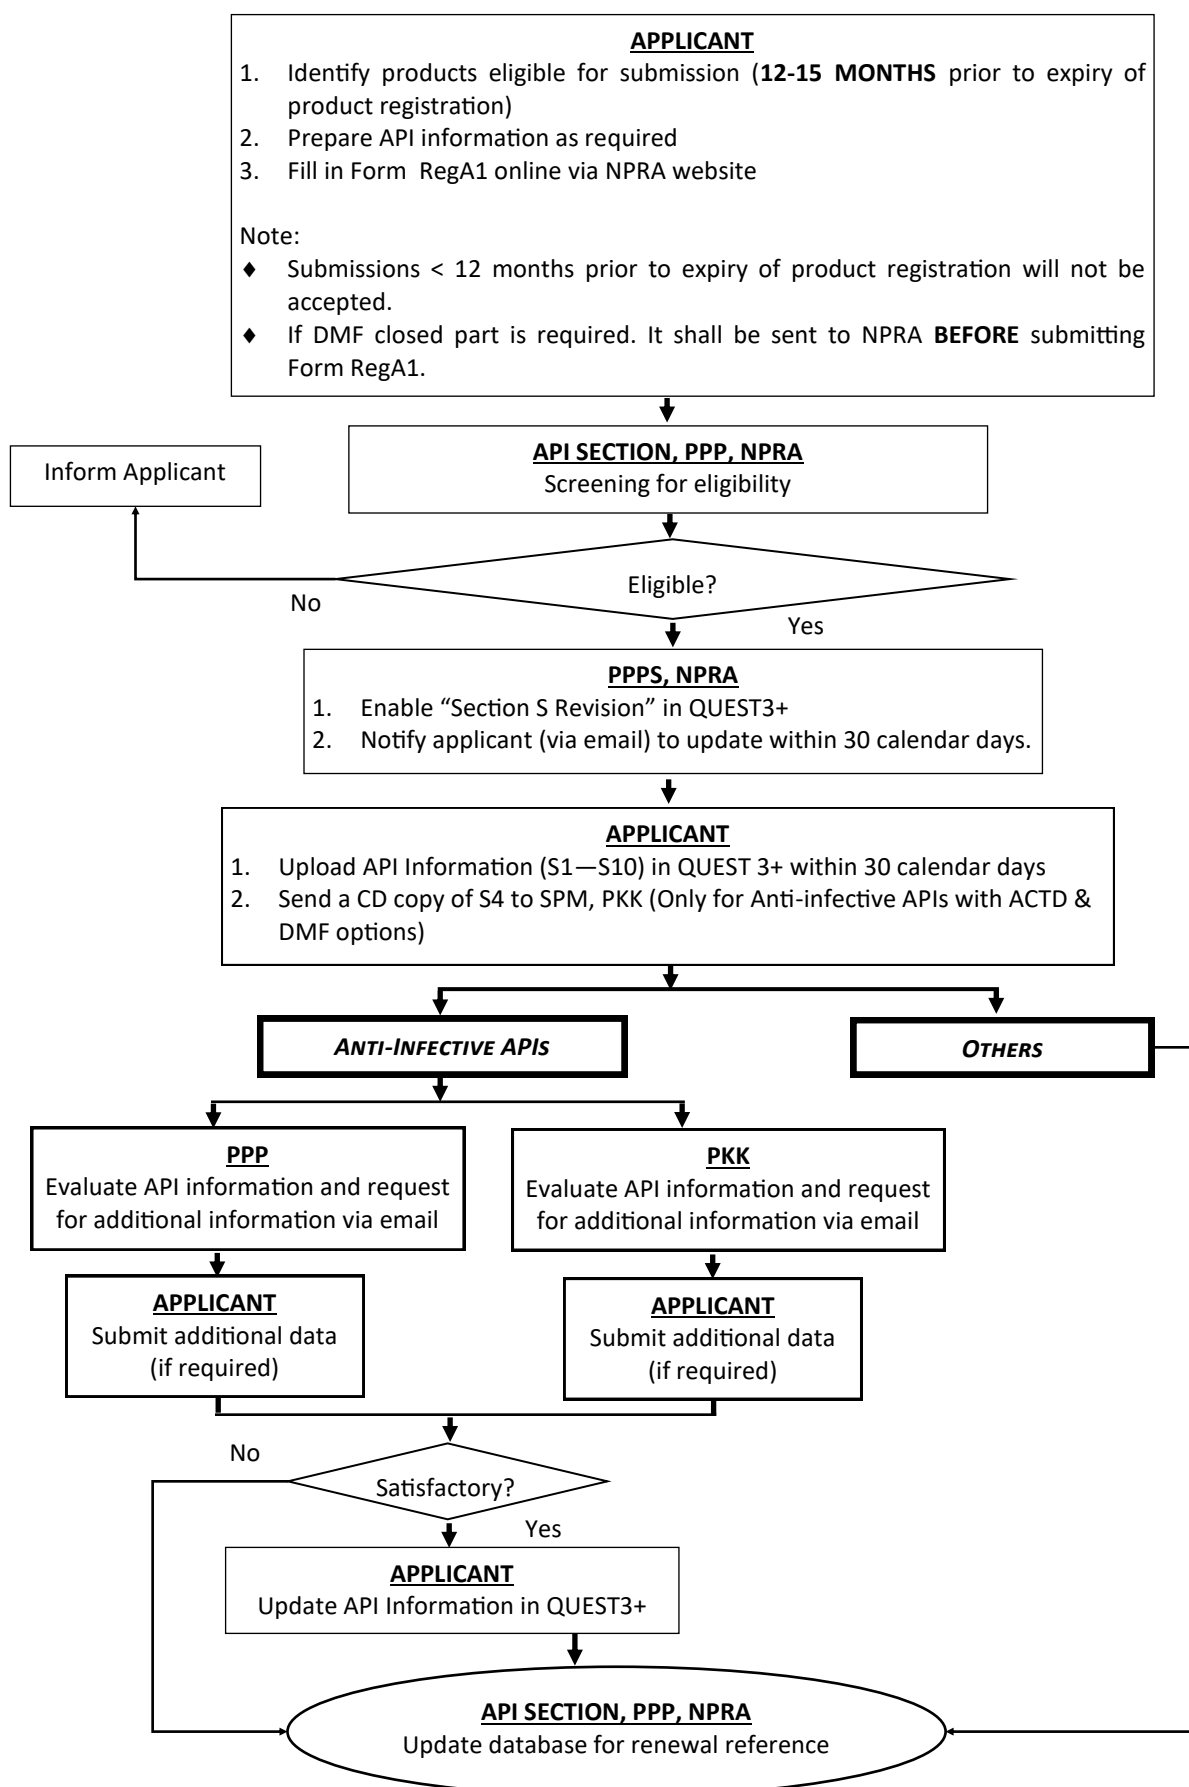 APPLICANT
1. Identify products eligible for submission (12-15 MONTHS prior to expiry of
product registration)
2. Prepare API information as required
3. Fill in Form RegA1 online via NPRA website
Note:
♦ Submissions < 12 months prior to expiry of product registration will not be
accepted.
♦ If DMF closed part is required. It shall be sent to NPRA BEFORE submitting
Form RegA1.
Inform Applicant
API SECTION, PPP, NPRA
Screening for eligibility
Eligible?
No
Yes
PPPS, NPRA
1. Enable “Section S Revision” in QUEST3+
2. Notify applicant (via email) to update within 30 calendar days.
APPLICANT
1. Upload API Information (S1—S10) in QUEST 3+ within 30 calendar days
2. Send a CD copy of S4 to SPM, PKK (Only for Anti-infective APIs with ACTD &
DMF options)
ANTI-INFECTIVE APIS
OTHERS
PPP
Evaluate API information and request
for additional information via email
PKK
Evaluate API information and request
for additional information via email
APPLICANT
Submit additional data
(if required)
APPLICANT
Submit additional data
(if required)
No
Satisfactory?
Yes
APPLICANT
Update API Information in QUEST3+
API SECTION, PPP, NPRA
Update database for renewal reference